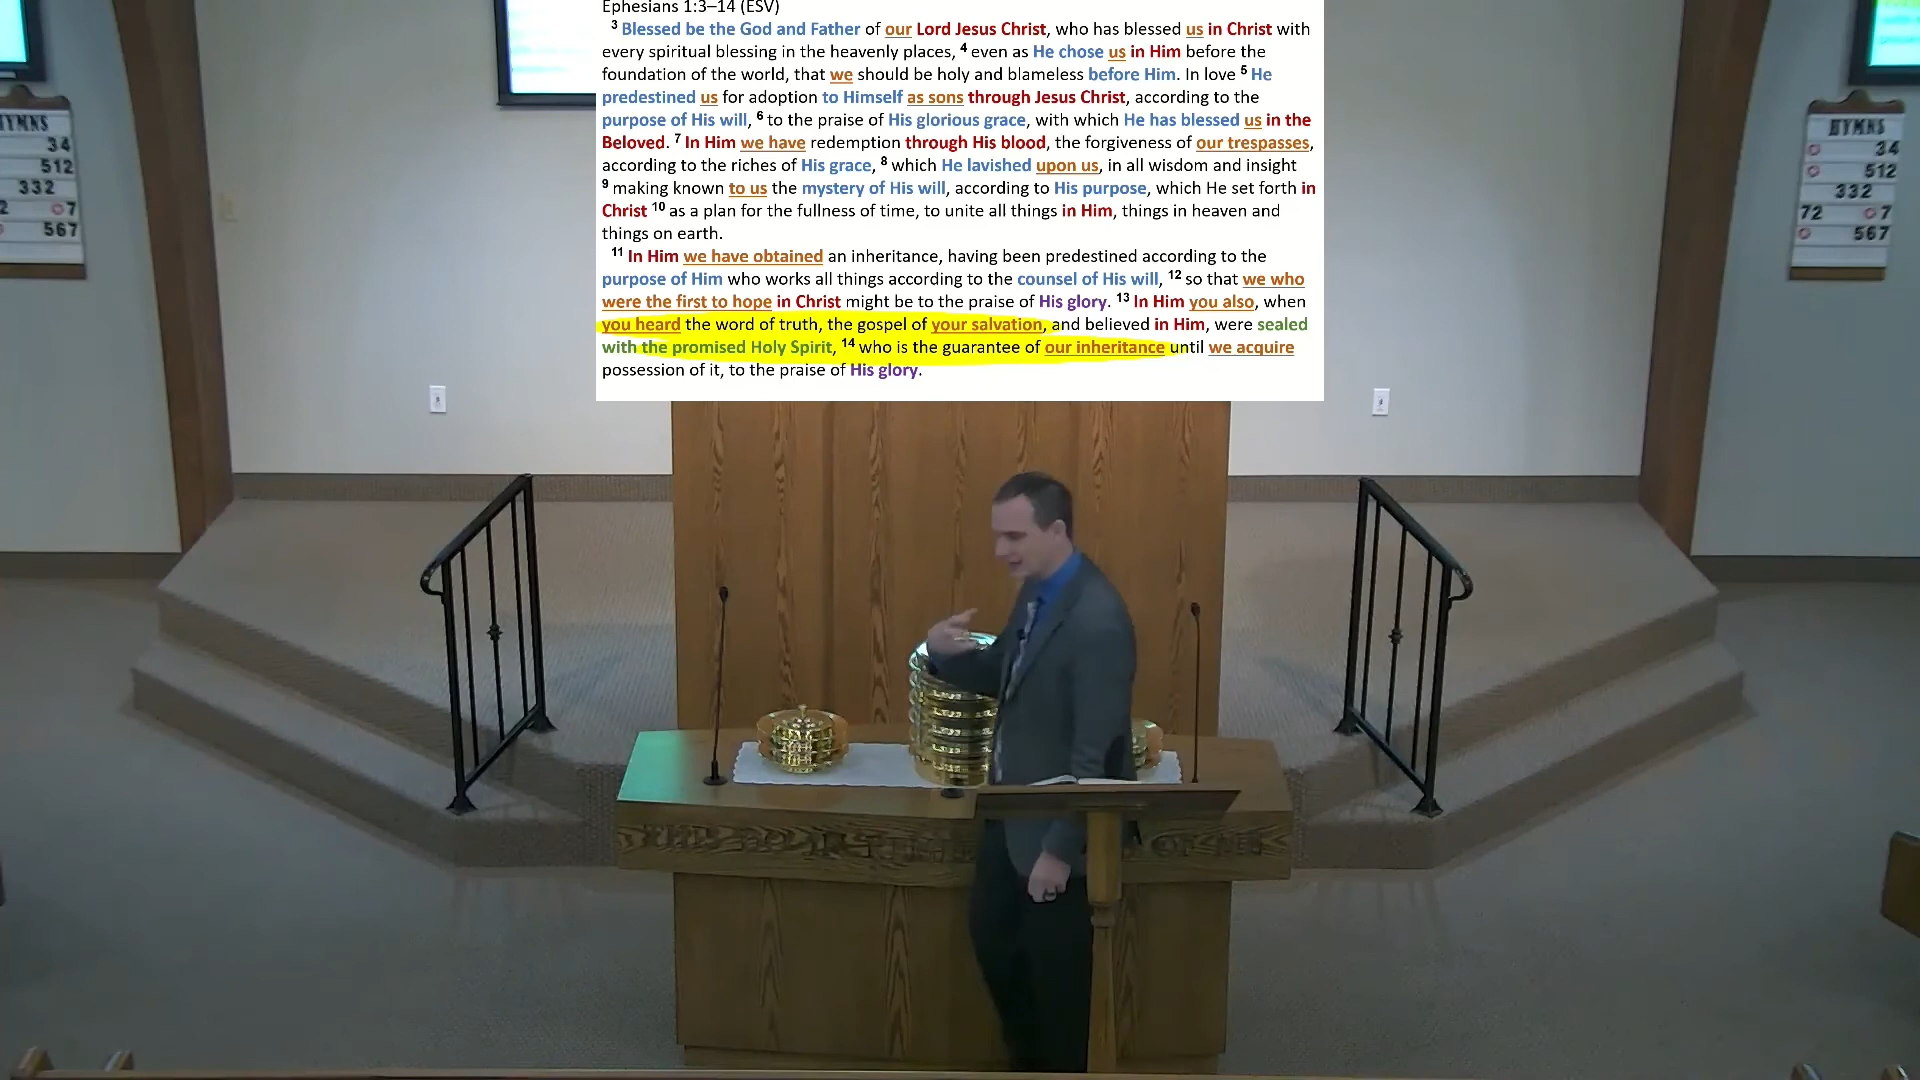 Ephesians 1:3–14 (ESV)
3 Blessed be the God and Father of our Lord Jesus Christ, who has blessed us in Christ with
every spiritual blessing in the heavenly places, 4 even as He chose us in Him before the
foundation of the world, that we should be holy and blameless before Him. In love 5 He
predestined us for adoption to Himself as sons through Jesus Christ, according to the
purpose of His will, 6 to the praise of His glorious grace, with which He has blessed us in the
Beloved. 7 In Him we have redemption through His blood, the forgiveness of our trespasses,
according to the riches of His grace, 8 which He lavished upon us, in all wisdom and insight
9 making known to us the mystery of His will, according to His purpose, which He set forth in
Christ 10 as a plan for the fullness of time, to unite all things in Him, things in heaven and
things on earth.
11 In Him we have obtained an inheritance, having been predestined according to the
purpose of Him who works all things according to the counsel of His will, 12 so that we who
were the first to hope in Christ might be to the praise of His glory. 13 In Him you also, when
you heard the word of truth, the gospel of your salvation, and believed in Him, were sealed
with the promised Holy Spirit, 14 who is the guarantee of our inheritance until we acquire
possession of it, to the praise of His glory.
HYMNS
34
512
332
2 7
567
HYMNS
34
512
332
72 7
567